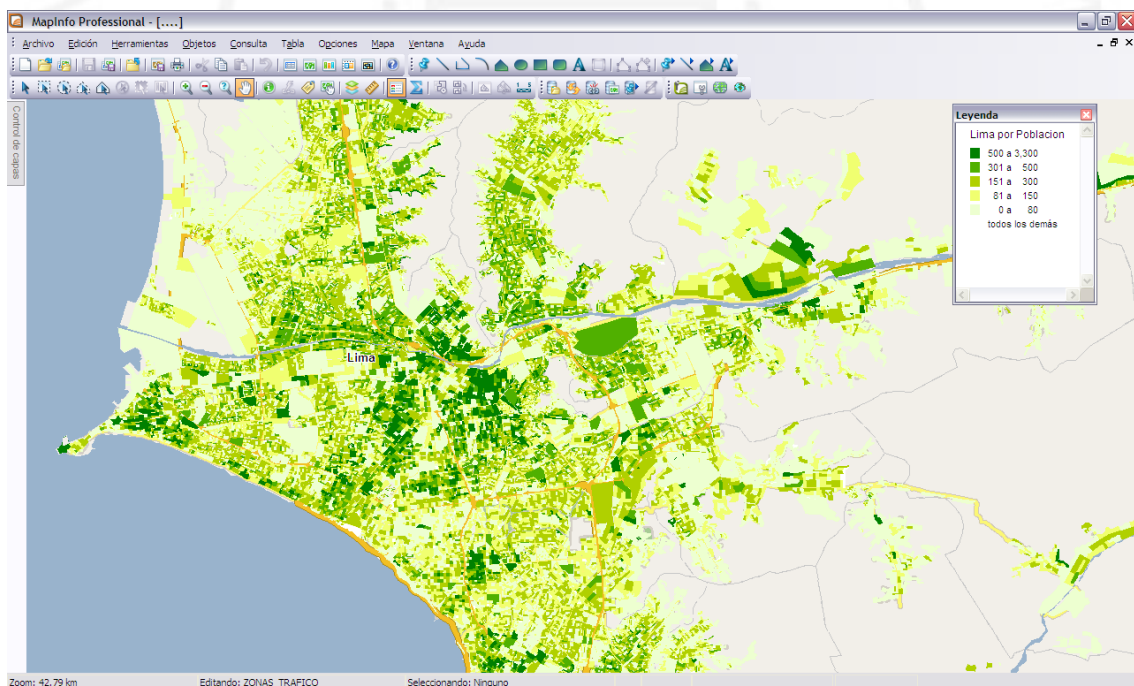 MapInfo Professional - [....]
Archivo Edición Herramientas Objetos Consulta Tabla Opciones Mapa Ventana Ayuda
Control de capas
Leyenda
Lima por Poblacion
500 a 3,300
301 a 500
151 a 300
81 a 150
0 a 80
todos los demás
Lima
Zoom: 42.79 km Editando: ZONAS_TRAFICO Seleccionando: Ninguno